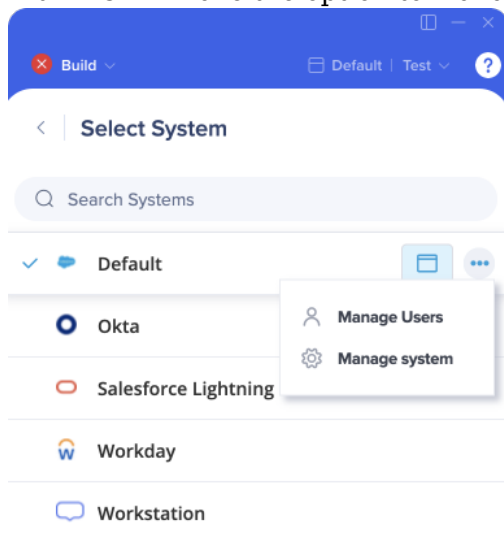 Build
Default | Test ?
Select System
Search Systems
Default
Manage Users
Okta
Manage system
Salesforce Lightning
Workday
Workstation